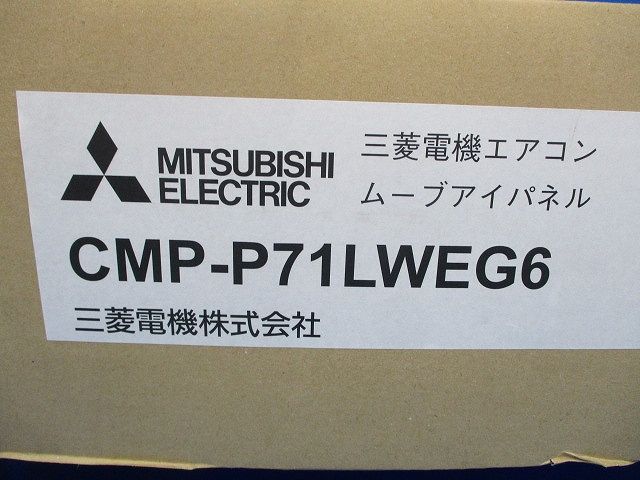 MITSUBISHI
ELECTRIC
三菱電機エアコン
ムーブアイパネル
CMP-P71LWEG6
三菱電機株式会社